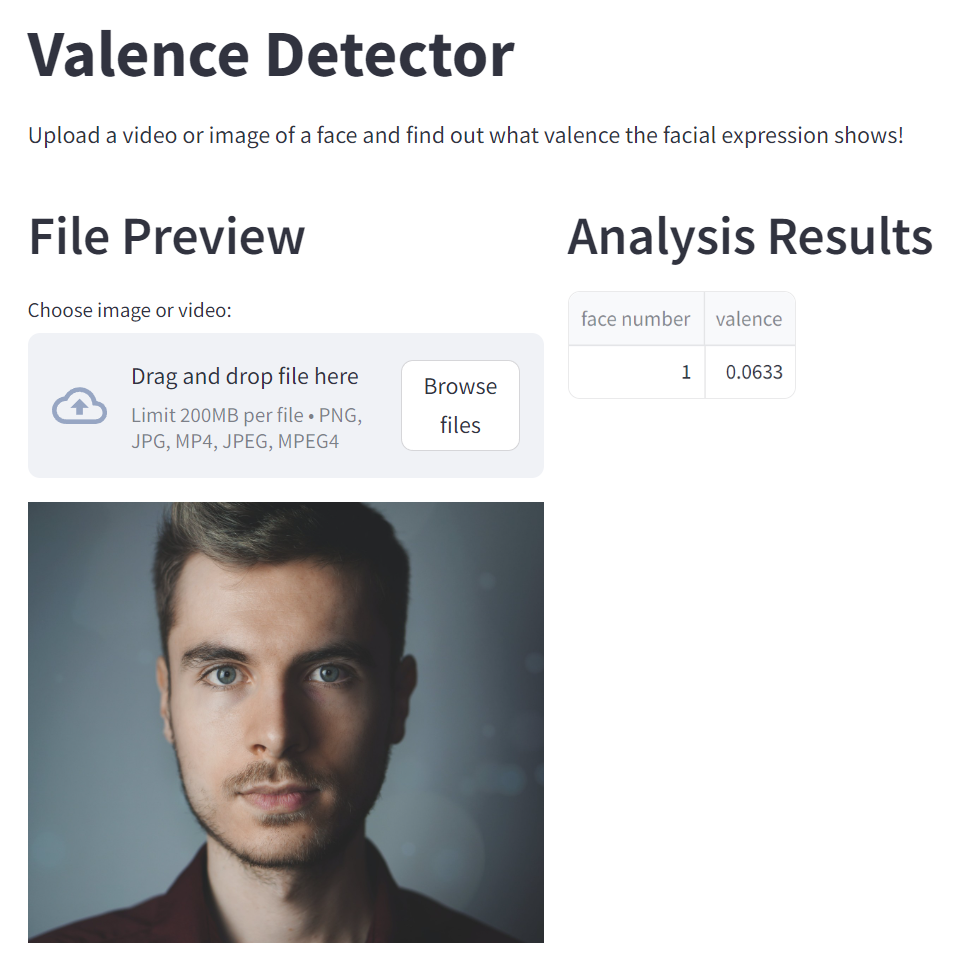 Valence Detector
Upload a video or image of a face and find out what valence the facial expression shows!
File Preview
Choose image or video:
Drag and drop file here
Limit 200MB per file • PNG,
JPG, MP4, JPEG, MPEG4
Browse
files
Analysis Results
face number valence
1 0.0633